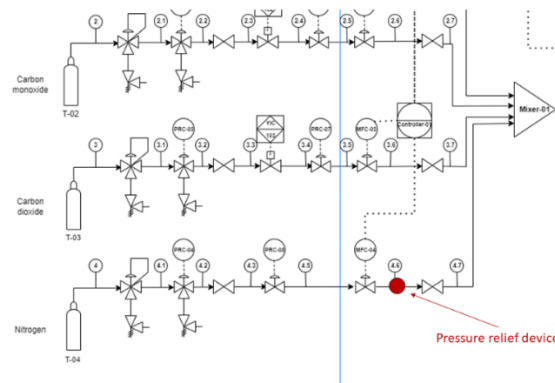 2
2.1
2.2
2.3
2.4
2.5
2.6
2.7
Carbon
monoxide
T-02
Mixer-01
PRC-03
YIC
PRC-07
MFC-03
Controller-01
3
3.1
3.2
3.3
3.4
3.5
3.6
3.7
Carbon
dioxide
T-03
PRC-04
PRC-08
MFC-04
4
4.1
4.2
4.3
4.5
4.6
4.7
Nitrogen
T-04
Pressure relief device